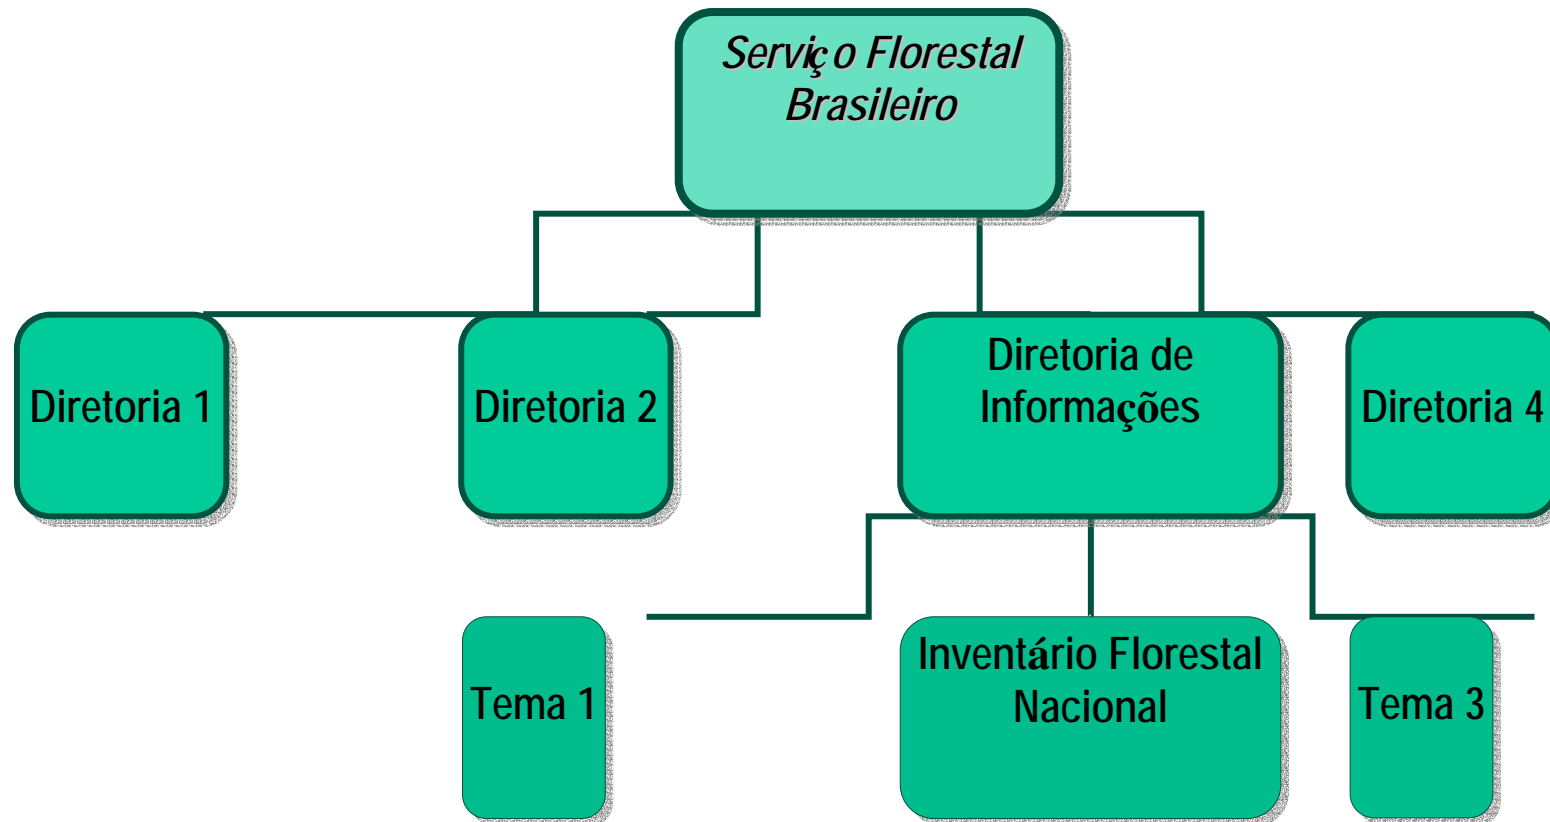 Serviço Florestal
Brasileiro
Diretoria 1
Diretoria 2
Diretoria de
Informações
Diretoria 4
Tema 1
Inventário Florestal
Nacional
Tema 3